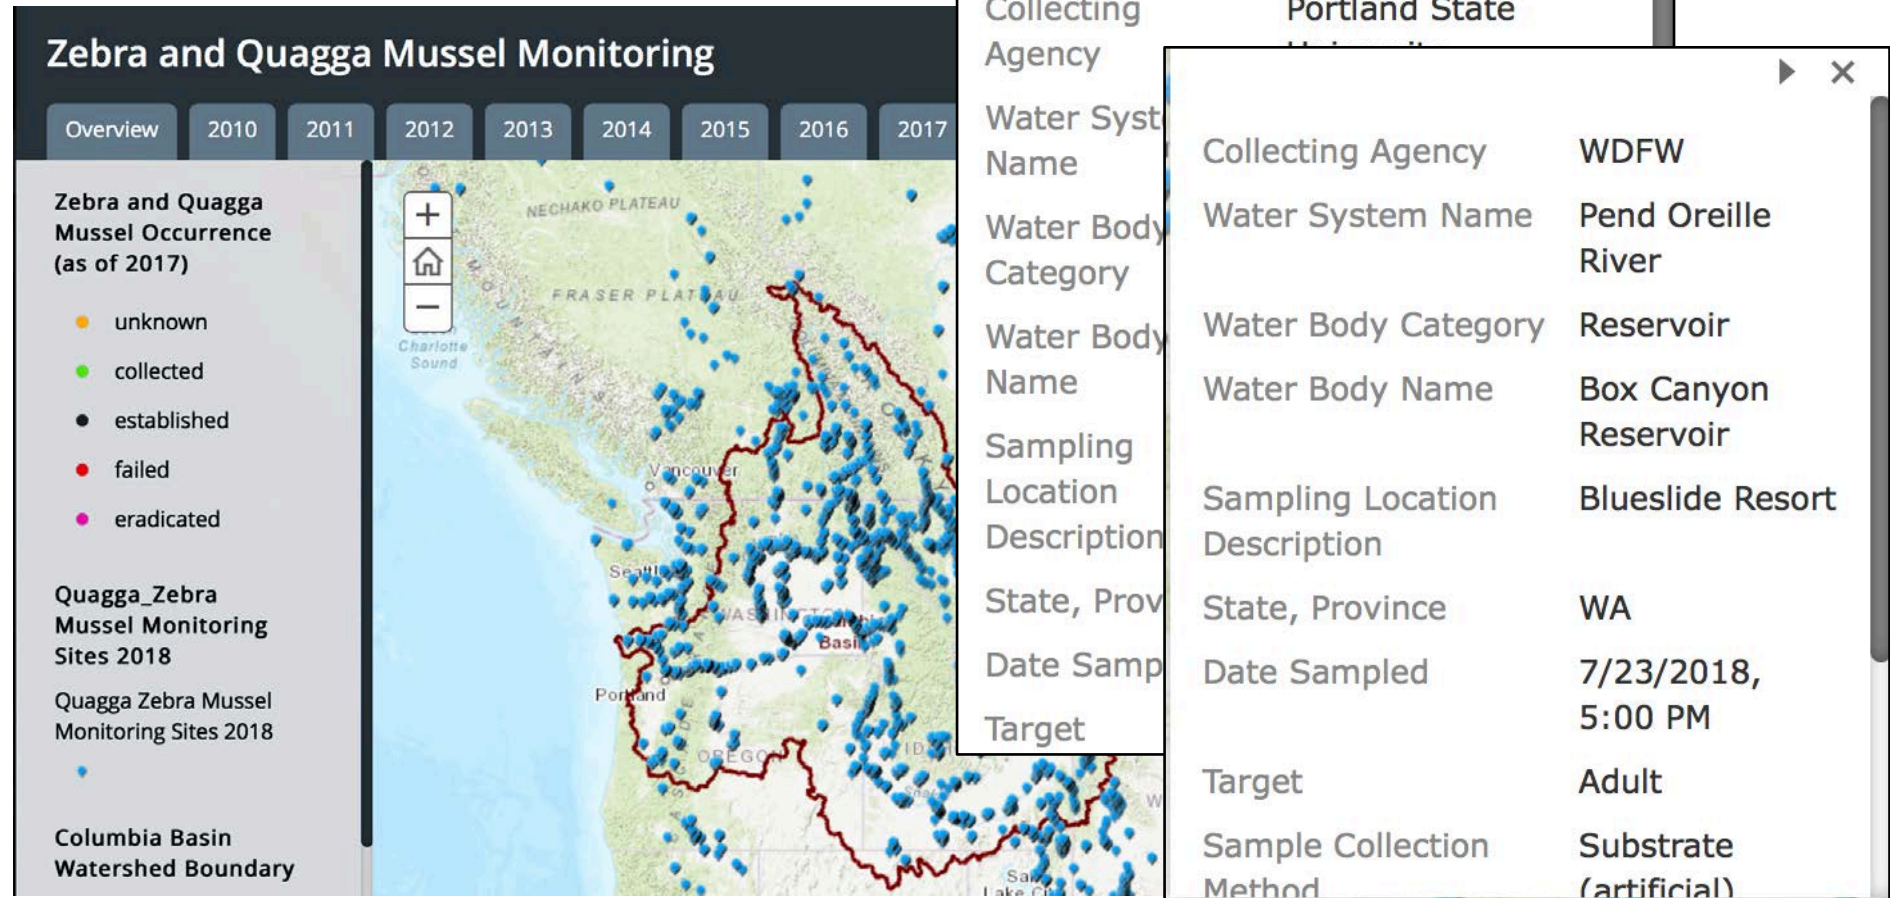 Zebra and Quagga Mussel Monitoring
Overview 2010 2011 2012 2013 2014 2015 2016 2017
Zebra and Quagga
Mussel Occurrence
(as of 2017)
unknown
collected
established
failed
eradicated
Quagga_Zebra
Mussel Monitoring
Sites 2018
Quagga Zebra Mussel
Monitoring Sites 2018
Columbia Basin
Watershed Boundary
NECHAKO PLATEAU
FRASER PLATEAU
Charlotte
Sound
Vancouver
Seattle
WASHINGTON
Basin
Portland
OREGON
Collecting Portland State
Agency
Water Syst
Name
Water Body
Category
Water Body
Name
Sampling
Location
Description
State, Prov
Date Samp
Target
Collecting Agency WDFW
Water System Name Pend Oreille
River
Water Body Category Reservoir
Water Body Name Box Canyon
Reservoir
Sampling Location Blueslide Resort
Description
State, Province WA
Date Sampled 7/23/2018,
5:00 PM
Target Adult
Sample Collection Substrate
Method (artificial)